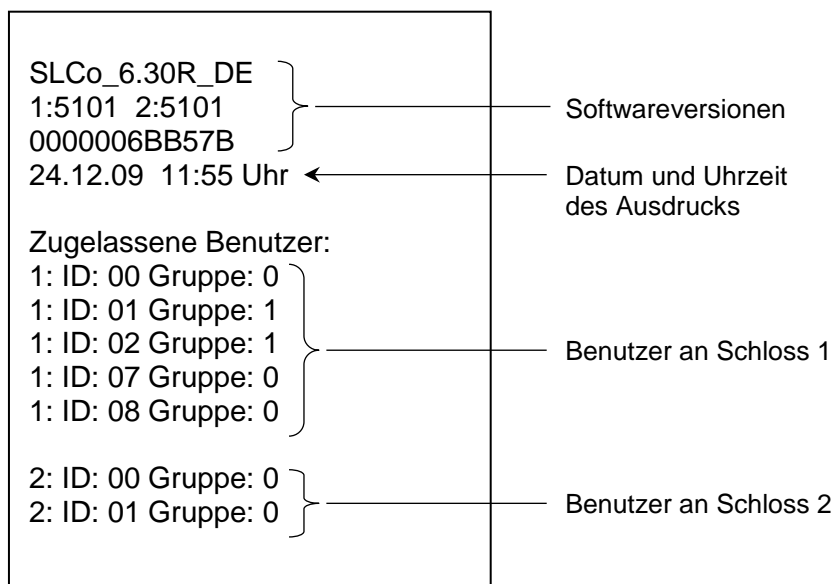 SLCo_6.30R_DE
1:5101 2:5101
0000006BB57B
24.12.09 11:55 Uhr
Softwareversionen
Datum und Uhrzeit
des Ausdrucks
Zugelassene Benutzer:
1: ID: 00 Gruppe: 0
1: ID: 01 Gruppe: 1
1: ID: 02 Gruppe: 1
1: ID: 07 Gruppe: 0
1: ID: 08 Gruppe: 0
Benutzer an Schloss 1
2: ID: 00 Gruppe: 0
2: ID: 01 Gruppe: 0
Benutzer an Schloss 2